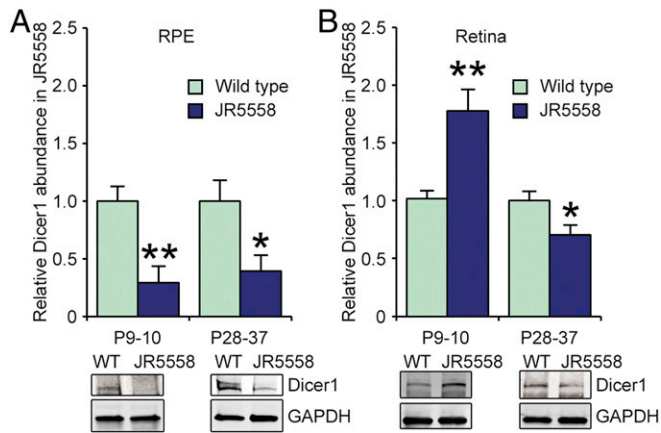 A
RPE
Relative Dicer1 abundance in JR5558
2.5
2.0
1.5
1.0
0.5
0
Wild type
JR5558
**
*
P9-10
P28-37
WT JR5558
WT JR5558
Dicer1
GAPDH
B
Retina
Relative Dicer1 abundance in JR5558
2.5
2.0
1.5
1.0
0.5
0
Wild type
JR5558
**
*
P9-10
P28-37
WT JR5558
WT JR5558
Dicer1
GAPDH